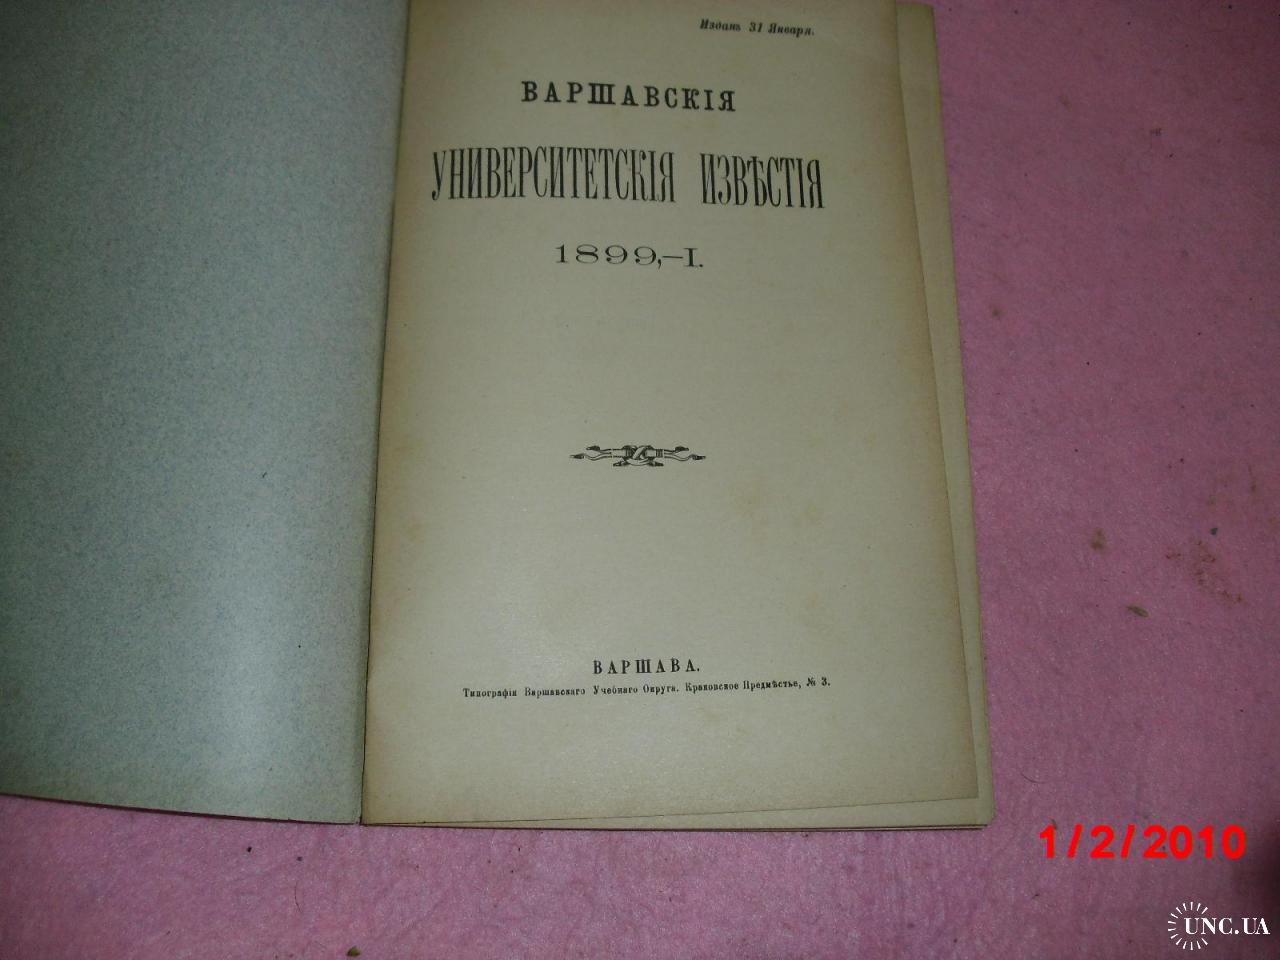 Изданъ 31 Января.
ВАРШАВСКІЯ
УНИВЕРСИТЕТСКІЯ ИЗВѢСТІЯ
1899,—I.
ВАРШАВА.
Типографія Варшавскаго Учебнаго Округа. Краковское Предмѣстье, № 3.
1/2/2010
UNC.UA